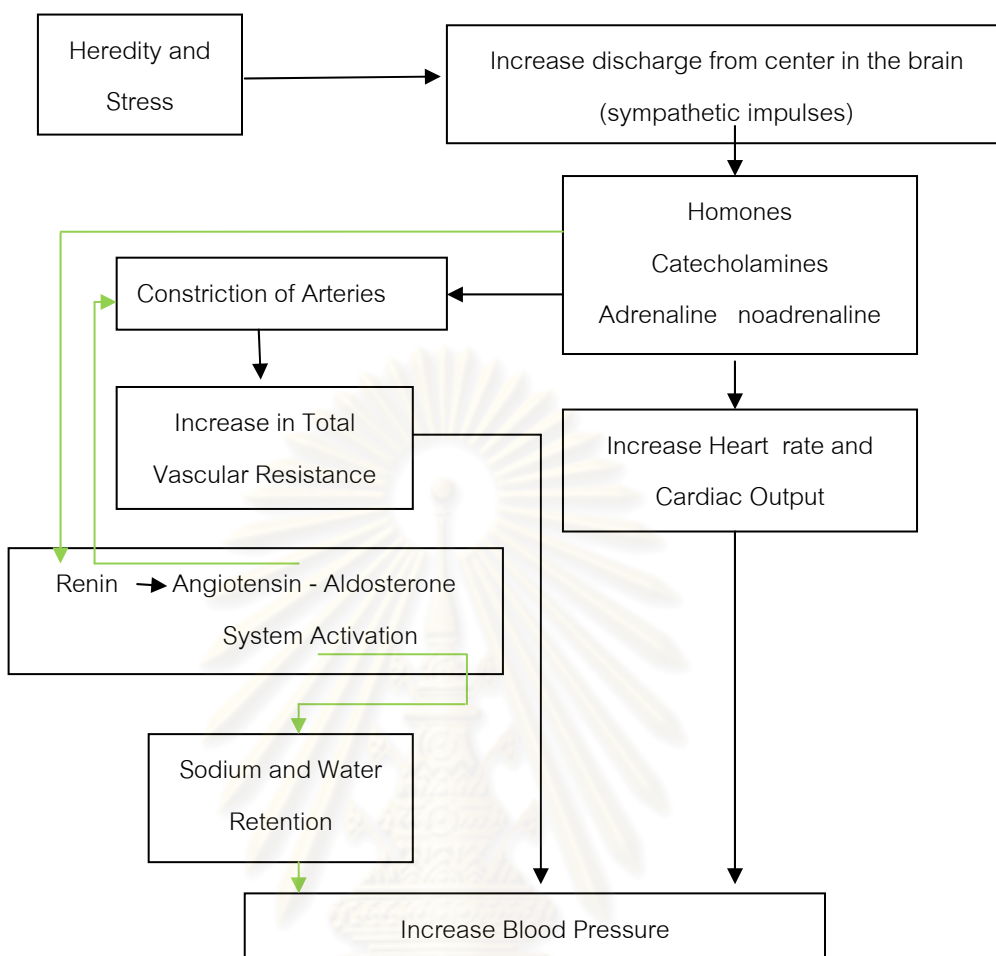 Heredity and
Stress
Increase discharge from center in the brain
(sympathetic impulses)
Homones
Catecholamines
Adrenaline noadrenaline
Constriction of Arteries
Increase in Total
Vascular Resistance
Increase Heart rate and
Cardiac Output
Renin Angiotensin - Aldosterone
System Activation
Sodium and Water
Retention
Increase Blood Pressure